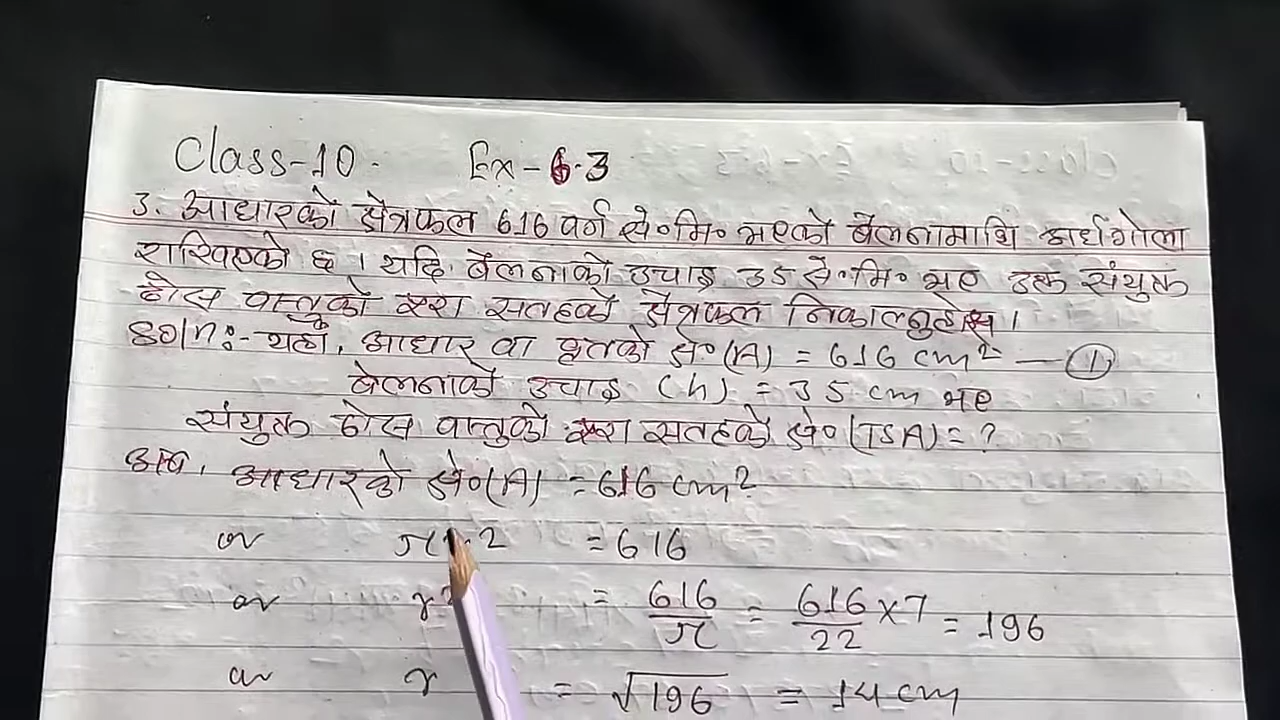 Class-10. Ex-6.3
3. आधारको क्षेत्रफल 616 वर्ग से॰मि॰ भएको बेलनामाथि अर्धगोला
राखिएको छ । यदि बेलनाको उचाइ 35 से॰मि॰ भए उक्त संयुक्त
ठोस वस्तुको पूरा सतहको क्षेत्रफल निकाल्नुहोस् ।
Soln:- यहाँ, आधार वा वृतको क्षे॰(A) = 616 cm² — ①
बेलनाको उचाइ (h) = 35 cm भए
संयुक्त ठोस वस्तुको पूरा सतहको क्षे॰(TSA) = ?
अब, आधारको क्षे॰(A) = 616 cm²
or πr² = 616
or r² = 616/π = 616/22 ×7 = 196
or r = √196 = 14 cm